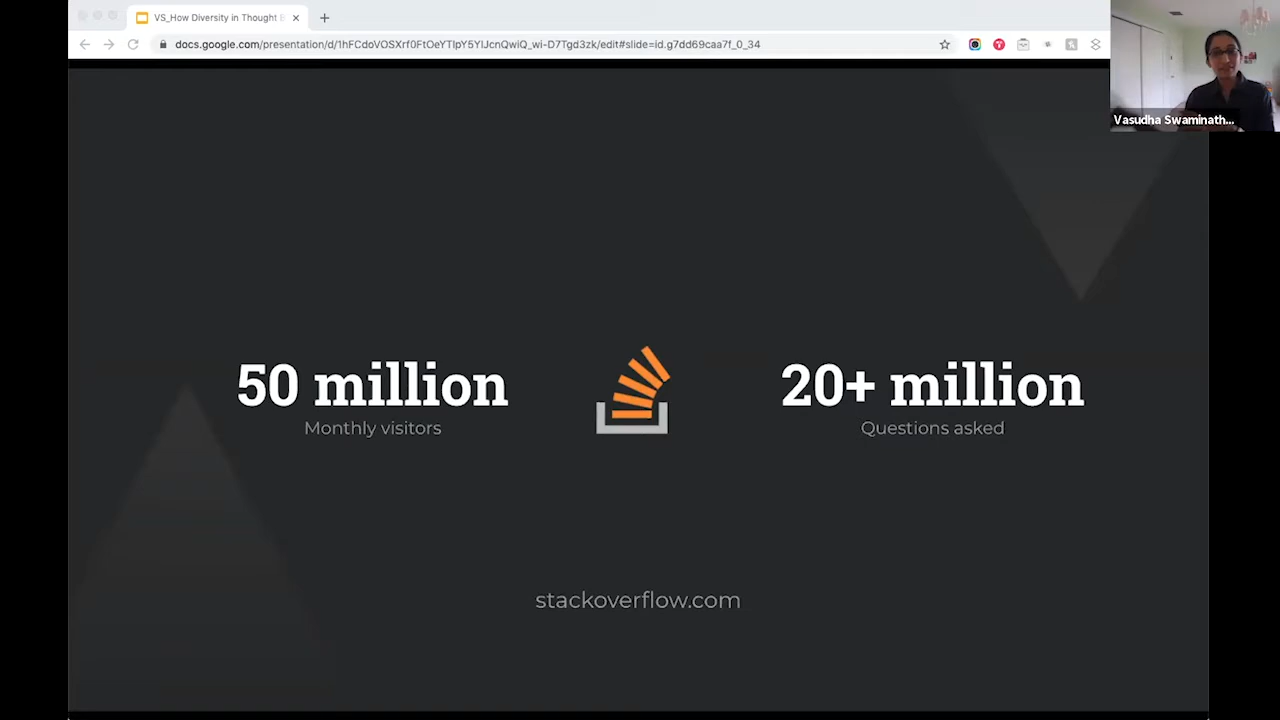 VS_How Diversity in Thought
docs.google.com/presentation/d/1hFCdoVOSXrf0FtOeYTlpY5YlJcnQwiQ_wi-D7Tgd3zk/edit#slide=id.g7dd69caa7f_0_34
Vasudha Swaminath...
50 million
20+ million
Monthly visitors
Questions asked
stackoverflow.com